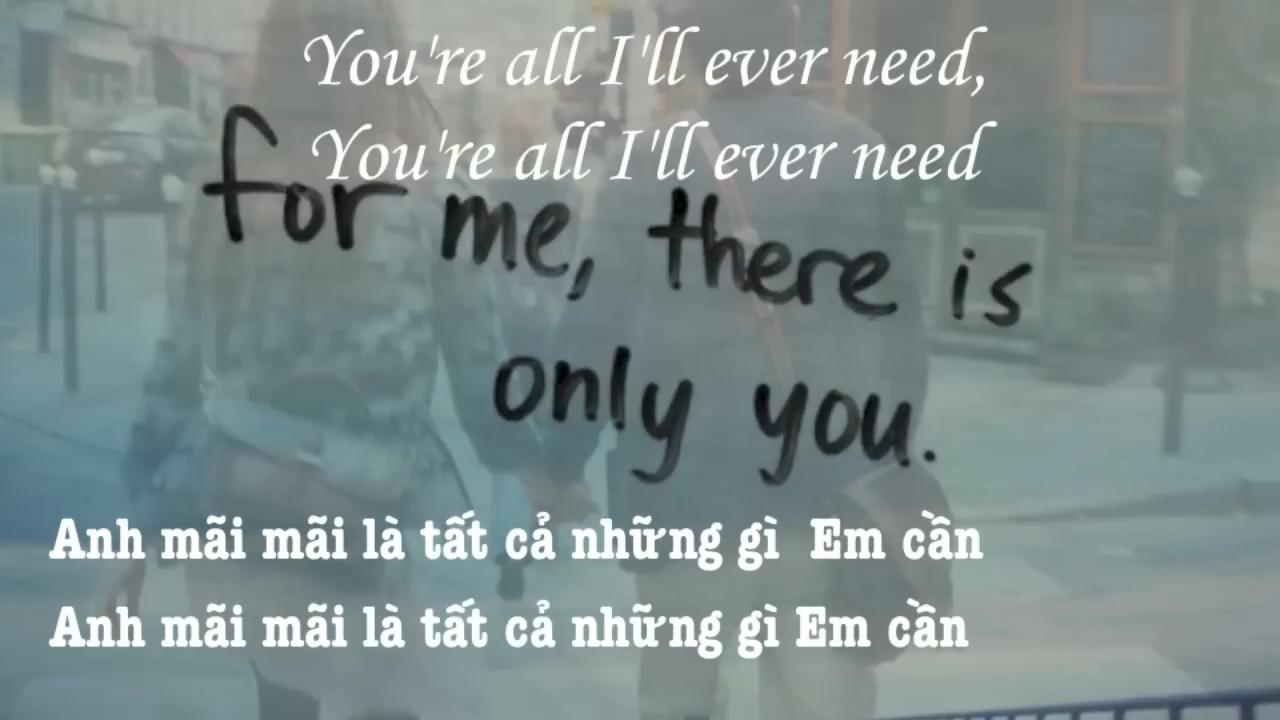 You're all I'll ever need,
You're all I'll ever need
for me, there is
only you.
Anh mãi mãi là tất cả những gì Em cần
Anh mãi mãi là tất cả những gì Em cần